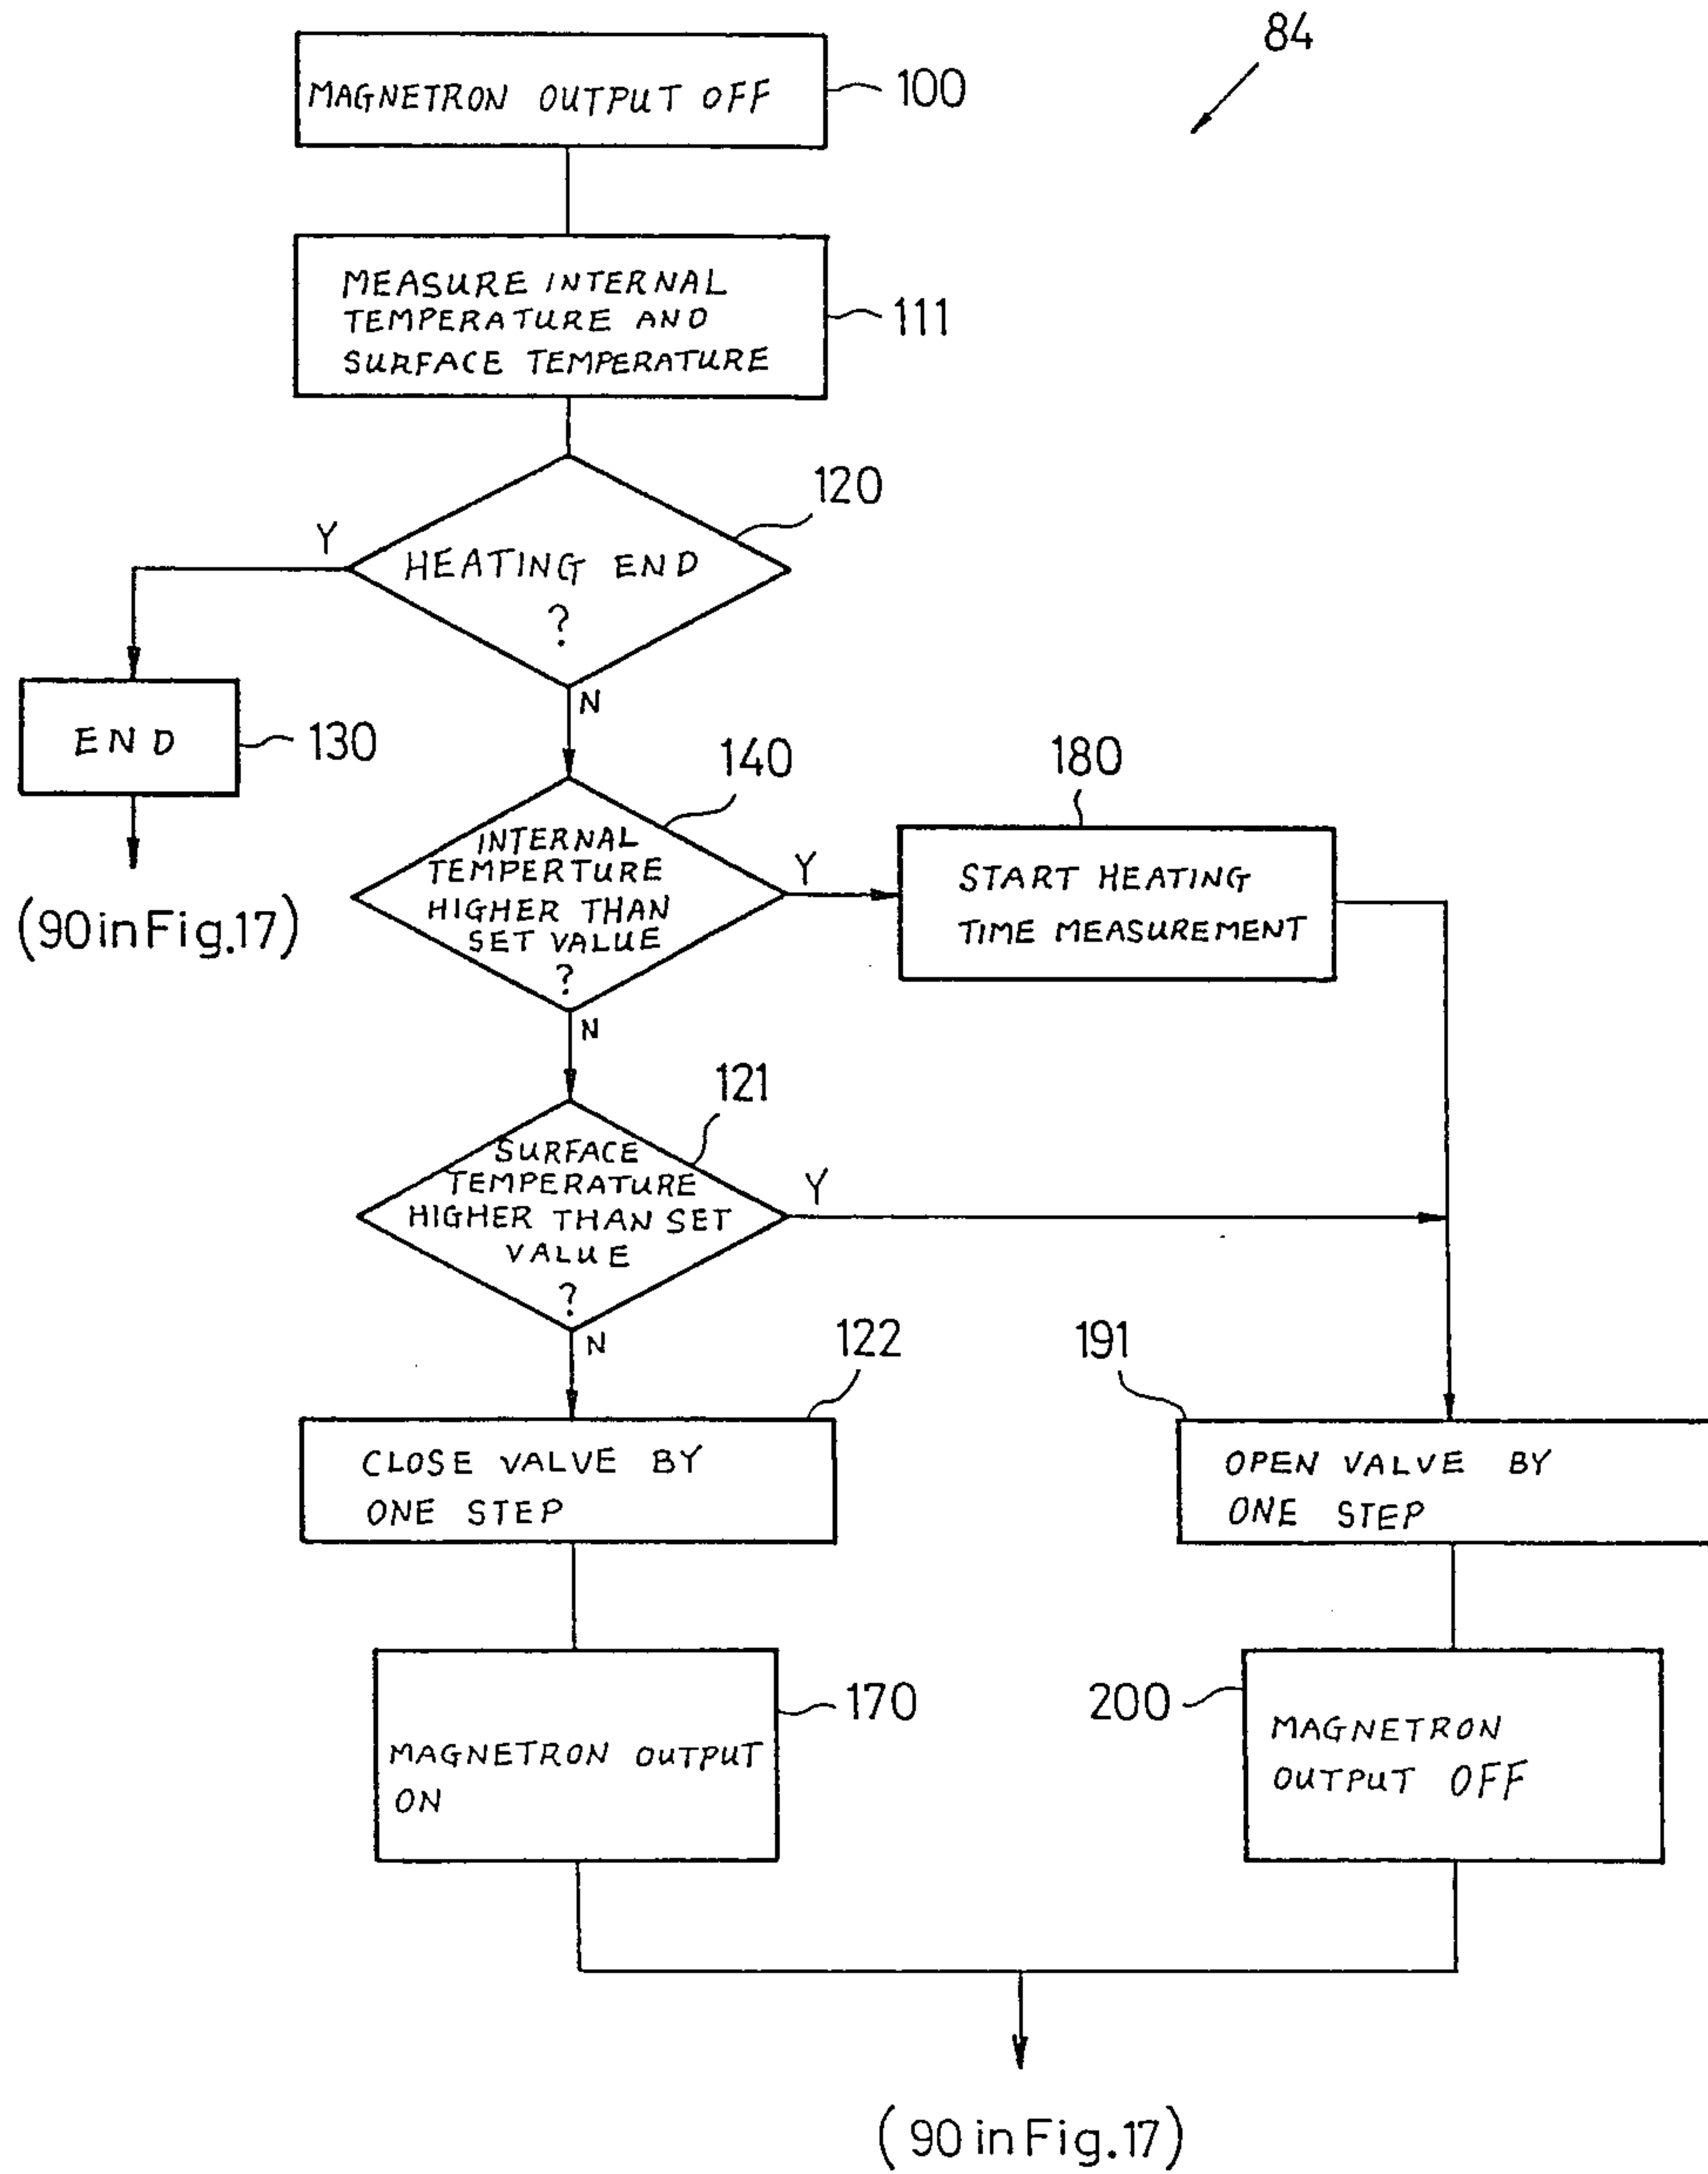 84
MAGNETRON OUTPUT OFF
100
MEASURE INTERNAL
TEMPERATURE AND
SURFACE TEMPERATURE
111
120
Y
HEATING END
?
N
END
130
(90 in Fig.17)
140
INTERNAL
TEMPERTURE
HIGHER THAN
SET VALUE
?
Y
180
START HEATING
TIME MEASUREMENT
N
121
SURFACE
TEMPERATURE
HIGHER THAN SET
VALUE
?
Y
N
122
CLOSE VALVE BY
ONE STEP
191
OPEN VALVE BY
ONE STEP
MAGNETRON OUTPUT
ON
170
200
MAGNETRON
OUTPUT OFF
(90 in Fig.17)